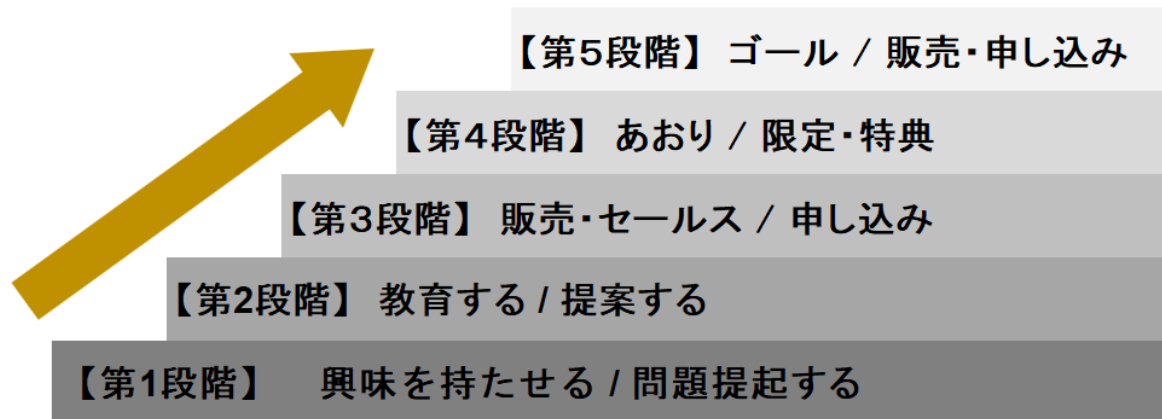 【第5段階】 ゴール / 販売・申し込み
【第4段階】 あおり / 限定・特典
【第3段階】 販売・セールス / 申し込み
【第2段階】 教育する / 提案する
【第1段階】 興味を持たせる / 問題提起する